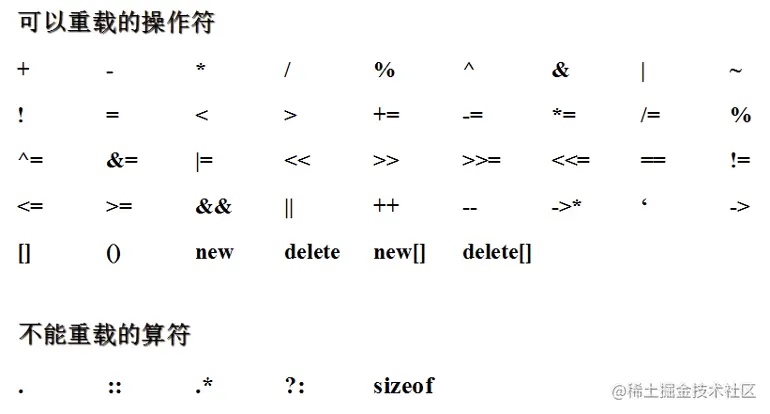 可以重载的操作符
+ - * / % ^ & | ~
! = < > += -= *= /= %
^= &= |= << >> >>= <<= == !=
<= >= && || ++ -- ->* ‘ ->
[] () new delete new[] delete[]
不能重载的算符
. :: .* ?: sizeof
@稀土掘金技术社区